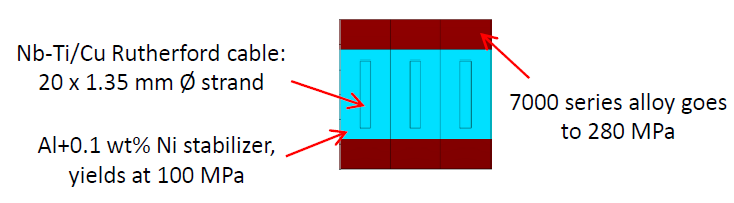 Nb-Ti/Cu Rutherford cable:
20 x 1.35 mm Ø strand
Al+0.1 wt% Ni stabilizer,
yields at 100 MPa
7000 series alloy goes
to 280 MPa